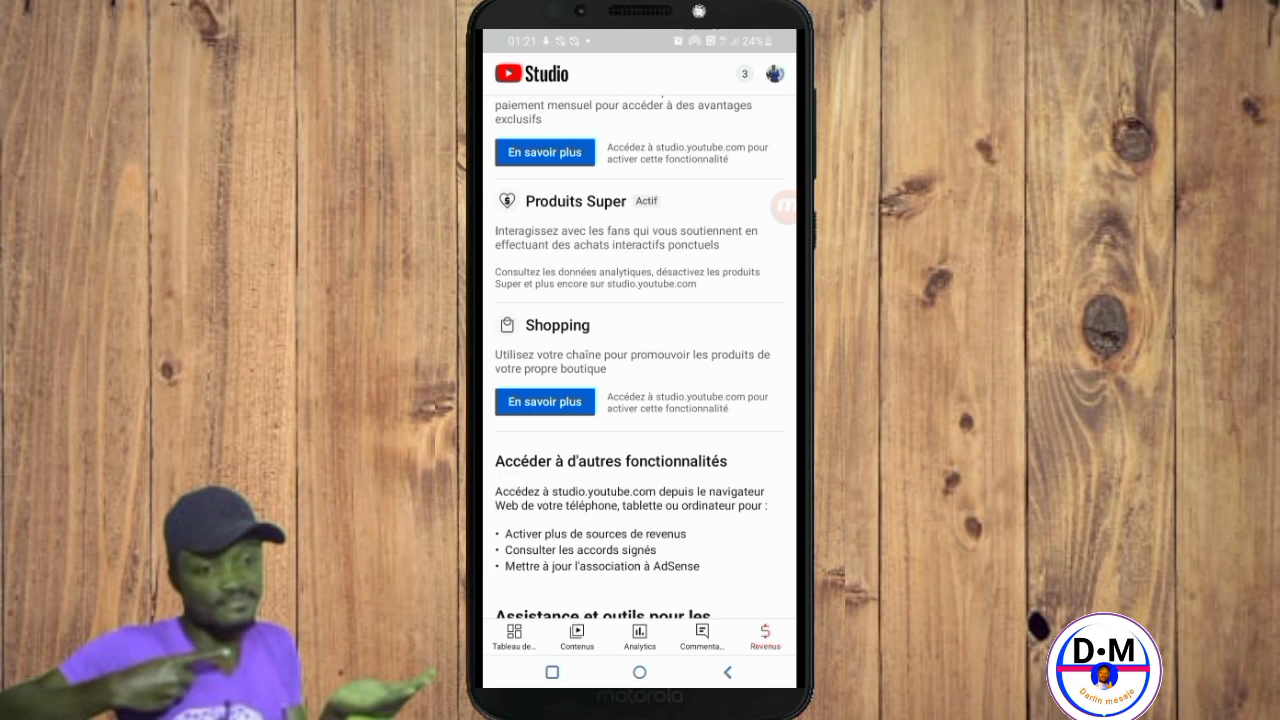 01:21
24%
Studio
3
paiement mensuel pour accéder à des avantages
exclusifs
En savoir plus
Accédez à studio.youtube.com pour
activer cette fonctionnalité
Produits Super Actif
Interagissez avec les fans qui vous soutiennent en
effectuant des achats interactifs ponctuels
Consultez les données analytiques, désactivez les produits
Super et plus encore sur studio.youtube.com
Shopping
Utilisez votre chaîne pour promouvoir les produits de
votre propre boutique
En savoir plus
Accédez à studio.youtube.com pour
activer cette fonctionnalité
Accéder à d'autres fonctionnalités
Accédez à studio.youtube.com depuis le navigateur
Web de votre téléphone, tablette ou ordinateur pour :
• Activer plus de sources de revenus
• Consulter les accords signés
• Mettre à jour l'association à AdSense
Assistance et outils pour les
Tableau de... Contenus Analytics Commenta... Revenus
motorola
D•M
Darlin mesaje